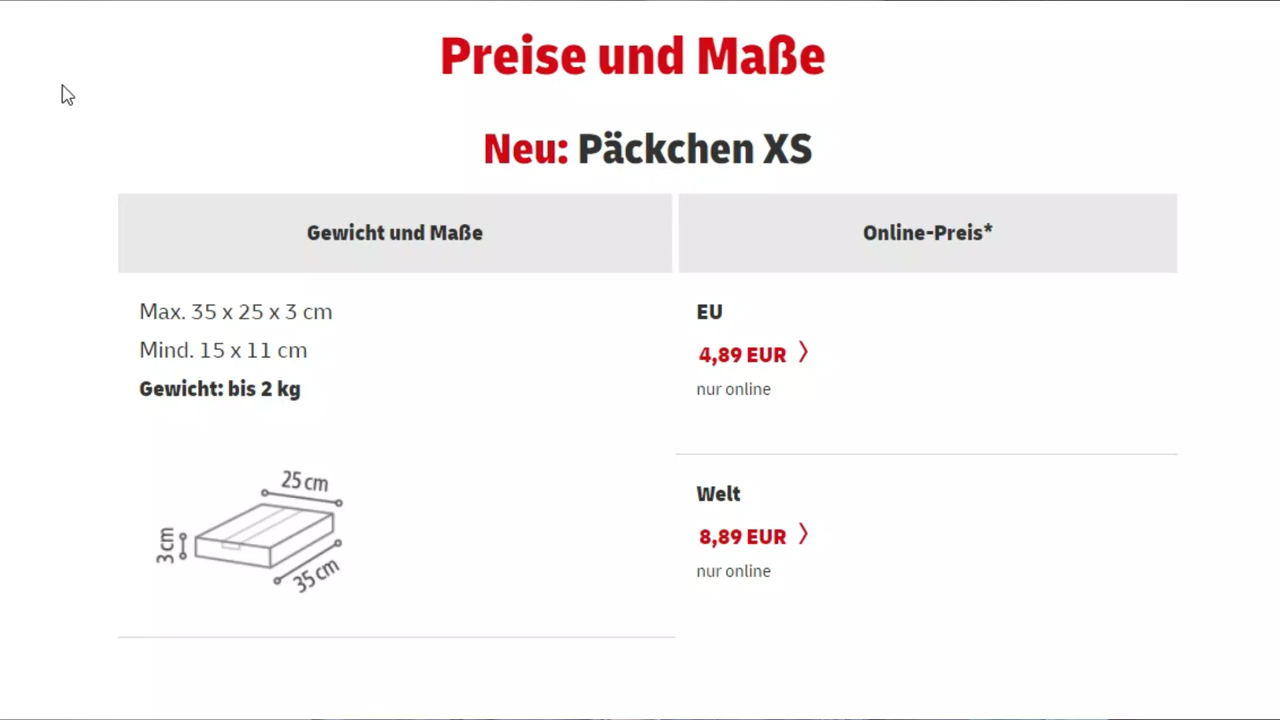 Preise und Maße
Neu: Päckchen XS
Gewicht und Maße
Online-Preis*
Max. 35 x 25 x 3 cm
Mind. 15 x 11 cm
Gewicht: bis 2 kg
25 cm
3 cm
35 cm
EU
4,89 EUR
nur online
Welt
8,89 EUR
nur online